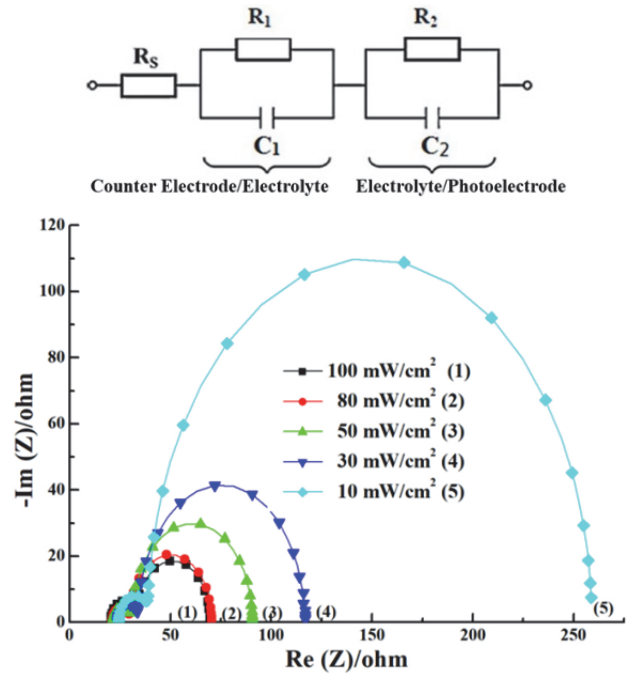 R₁
R₂
Rₛ
C₁
C₂
Counter Electrode/Electrolyte
Electrolyte/Photoelectrode
120
100
80
60
40
20
0
-Im (Z)/ohm
100 mW/cm² (1)
80 mW/cm² (2)
50 mW/cm² (3)
30 mW/cm² (4)
10 mW/cm² (5)
(1)
(2)
(3)
(4)
(5)
0
50
100
150
200
250
Re (Z)/ohm